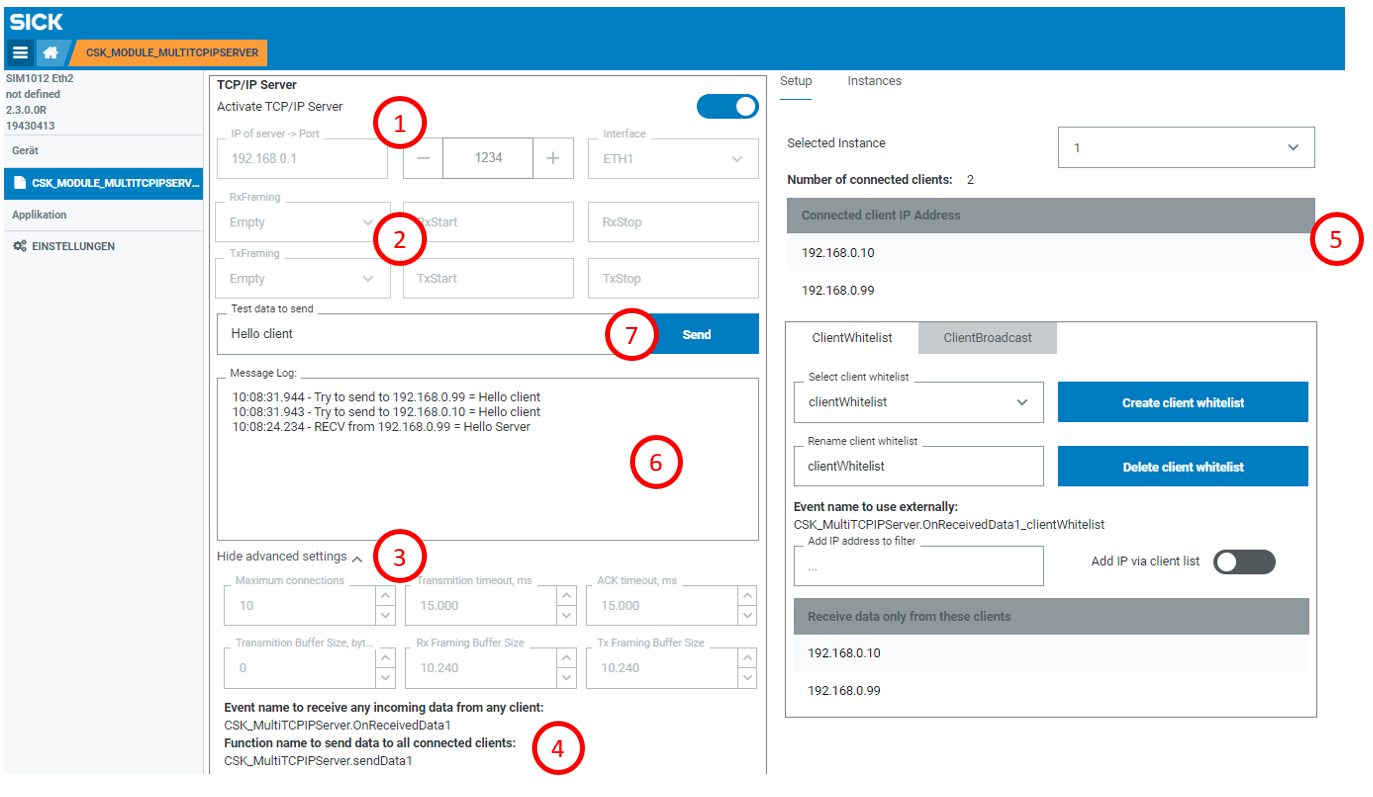 SICK
CSK_MODULE_MULTITCPIPSERVER
SIM1012 Eth2
not defined
2.3.0.0R
19430413
Gerät
CSK_MODULE_MULTITCPIPSERV...
Applikation
EINSTELLUNGEN
TCP/IP Server
Activate TCP/IP Server
1
IP of server -> Port
192.168.0.1
1234
Interface
ETH1
RxFraming
Empty
RxStart
RxStop
2
TxFraming
Empty
TxStart
TxStop
Test data to send
Hello client
7
Send
Message Log:
10:08:31.944 - Try to send to 192.168.0.99 = Hello client
10:08:31.943 - Try to send to 192.168.0.10 = Hello client
10:08:24.234 - RECV from 192.168.0.99 = Hello Server
6
Hide advanced settings
3
Maximum connections
10
Transmition timeout, ms
15.000
ACK timeout, ms
15.000
Transmition Buffer Size, byt...
0
Rx Framing Buffer Size
10.240
Tx Framing Buffer Size
10.240
Event name to receive any incoming data from any client:
CSK_MultiTCPIPServer.OnReceivedData1
Function name to send data to all connected clients:
CSK_MultiTCPIPServer.sendData1
4
Setup Instances
Selected Instance
1
Number of connected clients: 2
Connected client IP Address
5
192.168.0.10
192.168.0.99
ClientWhitelist ClientBroadcast
Select client whitelist
clientWhitelist
Create client whitelist
Rename client whitelist
clientWhitelist
Delete client whitelist
Event name to use externally:
CSK_MultiTCPIPServer.OnReceivedData1_clientWhitelist
Add IP address to filter
...
Add IP via client list
Receive data only from these clients
192.168.0.10
192.168.0.99